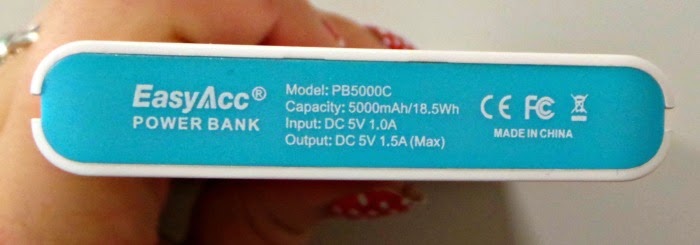 EasyAcc®
POWER BANK
Model: PB5000C
Capacity: 5000mAh/18.5Wh
Input: DC 5V 1.0A
Output: DC 5V 1.5A (Max)
CE FC
MADE IN CHINA